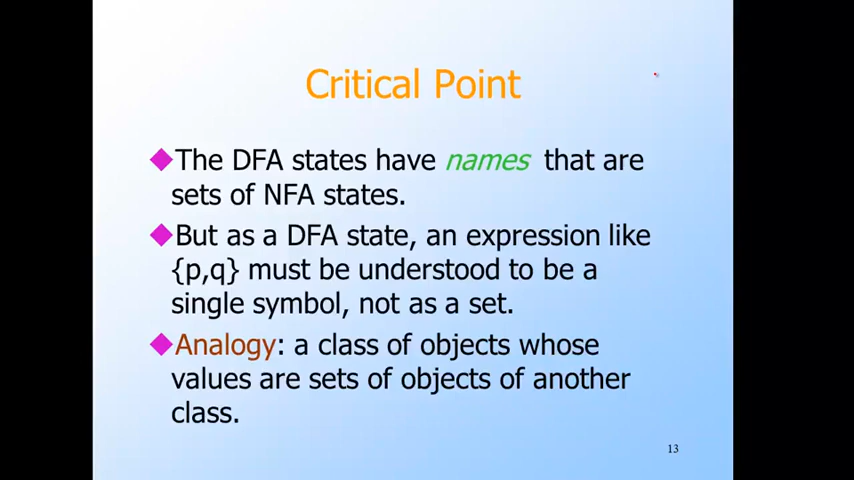 Critical Point
The DFA states have names that are
sets of NFA states.
But as a DFA state, an expression like
{p,q} must be understood to be a
single symbol, not as a set.
Analogy: a class of objects whose
values are sets of objects of another
class.
13